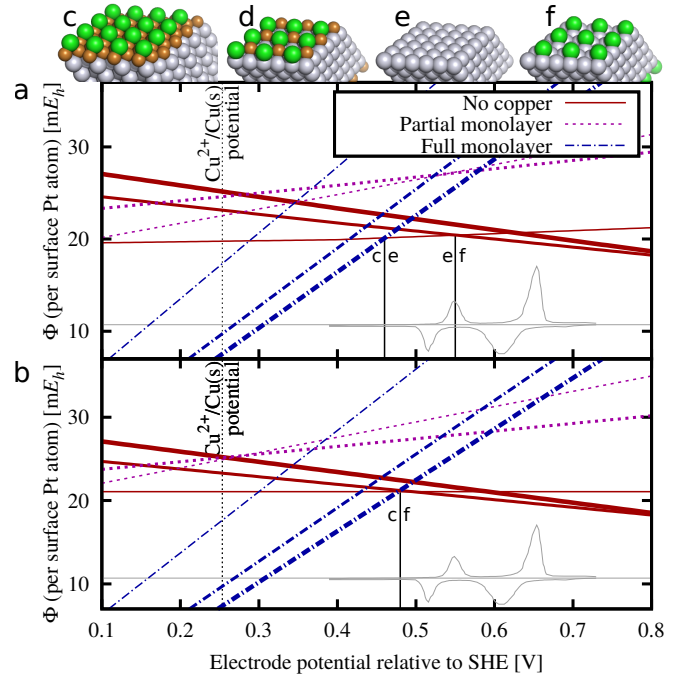 c d e f
a
No copper
Partial monolayer
Full monolayer
Cu2+/Cu(s)
potential
Φ (per surface Pt atom) [mEh]
30
20
10
c e
e f
b
Cu2+/Cu(s)
potential
Φ (per surface Pt atom) [mEh]
30
20
10
c f
0.1 0.2 0.3 0.4 0.5 0.6 0.7 0.8
Electrode potential relative to SHE [V]